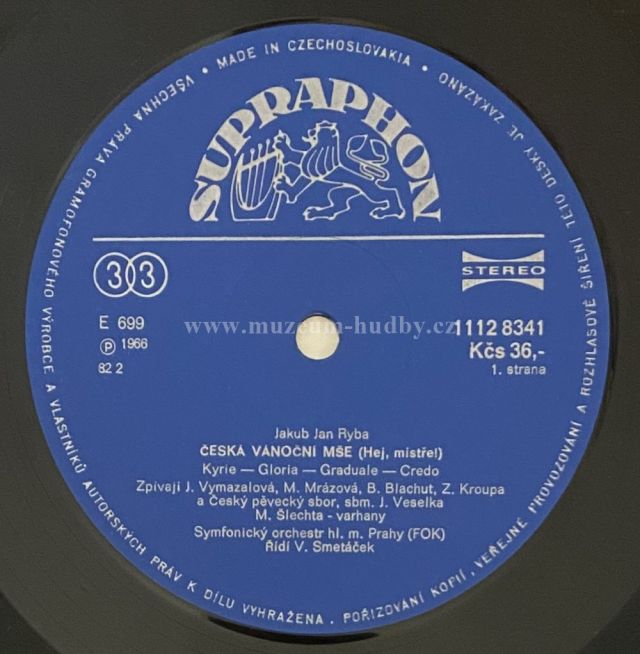 VŠECHNA PRÁVA GRAMOFONOVÉHO VÝROBCE A VLASTNÍKŮ AUTORSKÝCH PRÁV K DÍLU VYHRAŽENA . POŘIZOVÁNÍ KOPIÍ, VEŘEJNÉ PROVOZOVÁNÍ A ROZHLASOVÉ ŠÍŘENÍ TÉTO DESKY JE ZAKÁZÁNO • MADE IN CZECHOSLOVAKIA •
SUPRAPHON
33
STEREO
E 699
℗ 1966
82 2
www.muzeum-hudby.cz
1112 8341
Kčs 36,-
1. strana
Jakub Jan Ryba
ČESKÁ VÁNOČNÍ MŠE (Hej, mistře!)
Kyrie — Gloria — Graduale — Credo
Zpívají J. Vymazalová, M. Mrázová, B. Blachut, Z. Kroupa
a Český pěvecký sbor, sbm. J. Veselka
M. Šlechta - varhany
Symfonický orchestr hl. m. Prahy (FOK)
Řídí V. Smetáček